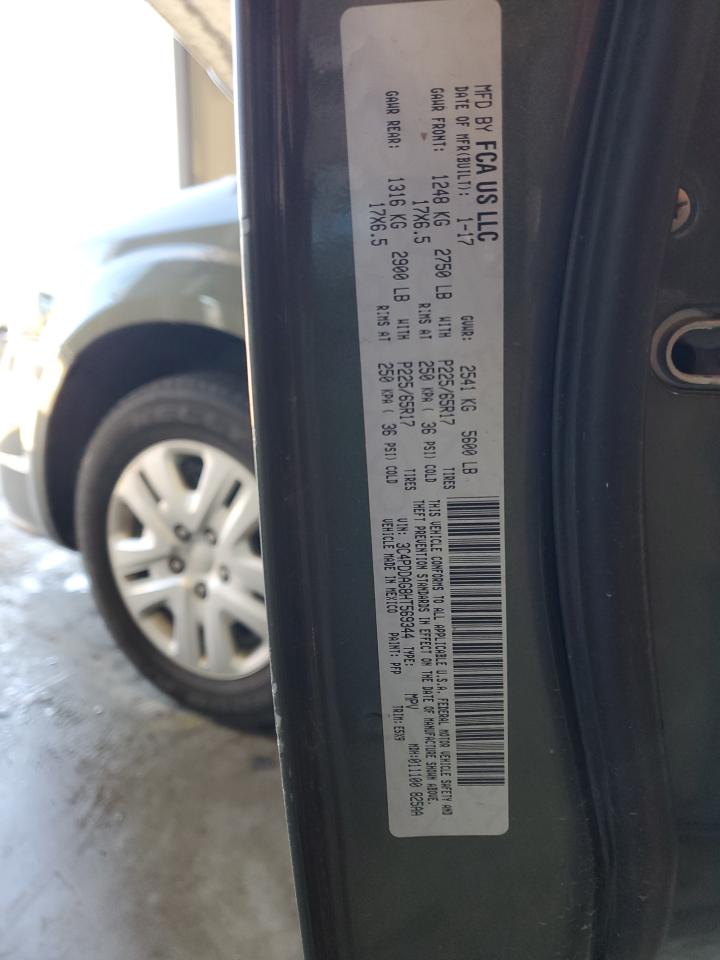 MFD BY FCA US LLC
DATE OF MFR(BUILT): 1-17 GVWR: 2541 KG 5600 LB
GAWR FRONT: 1248 KG 2750 LB WITH P225/65R17 TIRES
17X6.5 RIMS AT 250 KPA ( 36 PSI) COLD
GAWR REAR: 1316 KG 2900 LB WITH P225/65R17 TIRES
17X6.5 RIMS AT 250 KPA ( 36 PSI) COLD
THIS VEHICLE CONFORMS TO ALL APPLICABLE U.S.A. FEDERAL MOTOR VEHICLE SAFETY AND
THEFT PREVENTION STANDARDS IN EFFECT ON THE DATE OF MANUFACTURE SHOWN ABOVE.
VIN: 3C4PDDAG8HT569344 TYPE: MPV MDH:011100 825AA
VEHICLE MADE IN MEXICO PAINT: PFP TRIM: E5X9